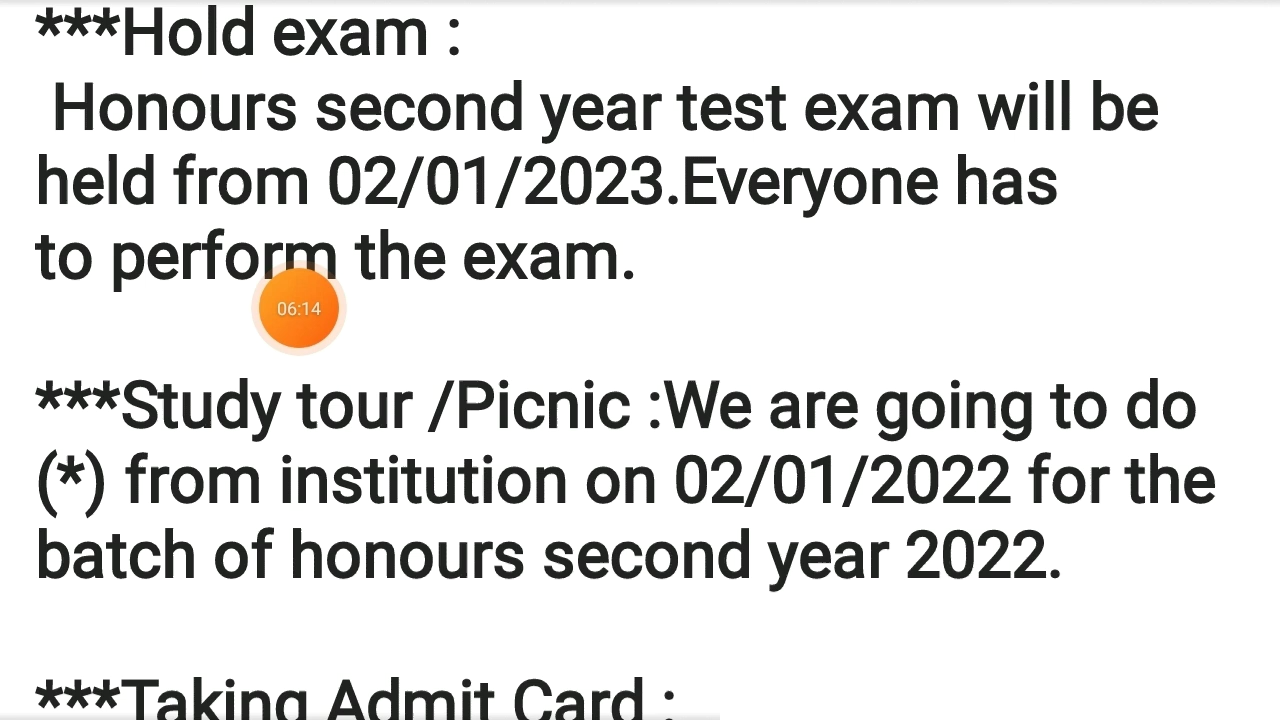 ***Hold exam :
Honours second year test exam will be
held from 02/01/2023.Everyone has
to perform the exam.
06:14
***Study tour /Picnic :We are going to do
(*) from institution on 02/01/2022 for the
batch of honours second year 2022.
***Taking Admit Card :